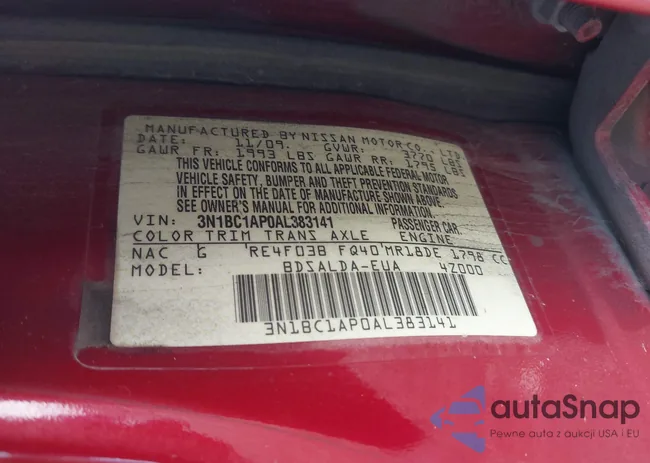 MANUFACTURED BY NISSAN MOTOR CO.,
DATE: 11/09. GVWR: 3770
GAWR FR: 1993 LBS GAWR RR: 1795 LBS
THIS VEHICLE CONFORMS TO ALL APPLICABLE FEDERAL MOTOR
VEHICLE SAFETY, BUMPER AND THEFT PREVENTION STANDARDS
IN EFFECT ON THE DATE OF MANUFACTURE SHOWN ABOVE.
SEE OWNER'S MANUAL FOR ADDITIONAL INFORMATION.
VIN: 3N1BC1AP0AL383141 PASSENGER CAR
COLOR TRIM TRANS AXLE ENGINE
NAC G RE4F03B FQ40 MR18DE 1798 CC
MODEL: BDSALDA-EUA 4Z000
3N1BC1AP0AL383141
autaSnap
Pewne auta z aukcji USA i EU